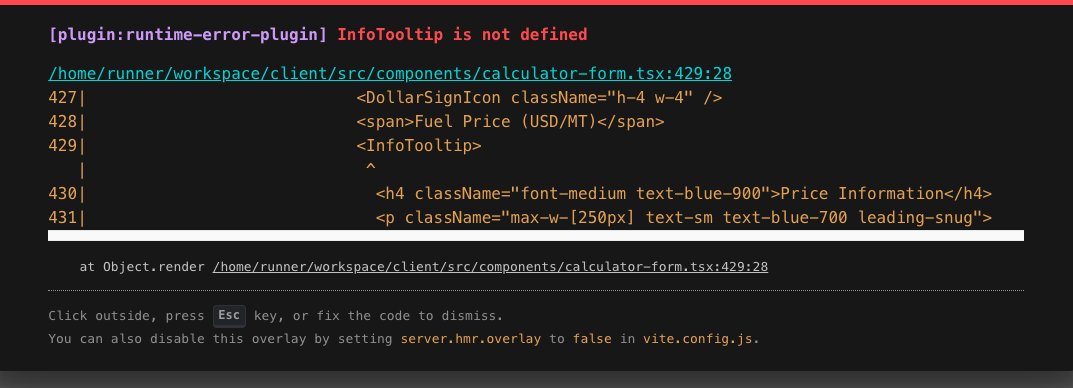 [plugin:runtime-error-plugin] InfoTooltip is not defined
/home/runner/workspace/client/src/components/calculator-form.tsx:429:28
427|                            <DollarSignIcon className="h-4 w-4" />
428|                            <span>Fuel Price (USD/MT)</span>
429|                            <InfoTooltip>
   |                             ^
430|                              <h4 className="font-medium text-blue-900">Price Information</h4>
431|                              <p className="max-w-[250px] text-sm text-blue-700 leading-snug">
at Object.render /home/runner/workspace/client/src/components/calculator-form.tsx:429:28
Click outside, press Esc key, or fix the code to dismiss.
You can also disable this overlay by setting server.hmr.overlay to false in vite.config.js.